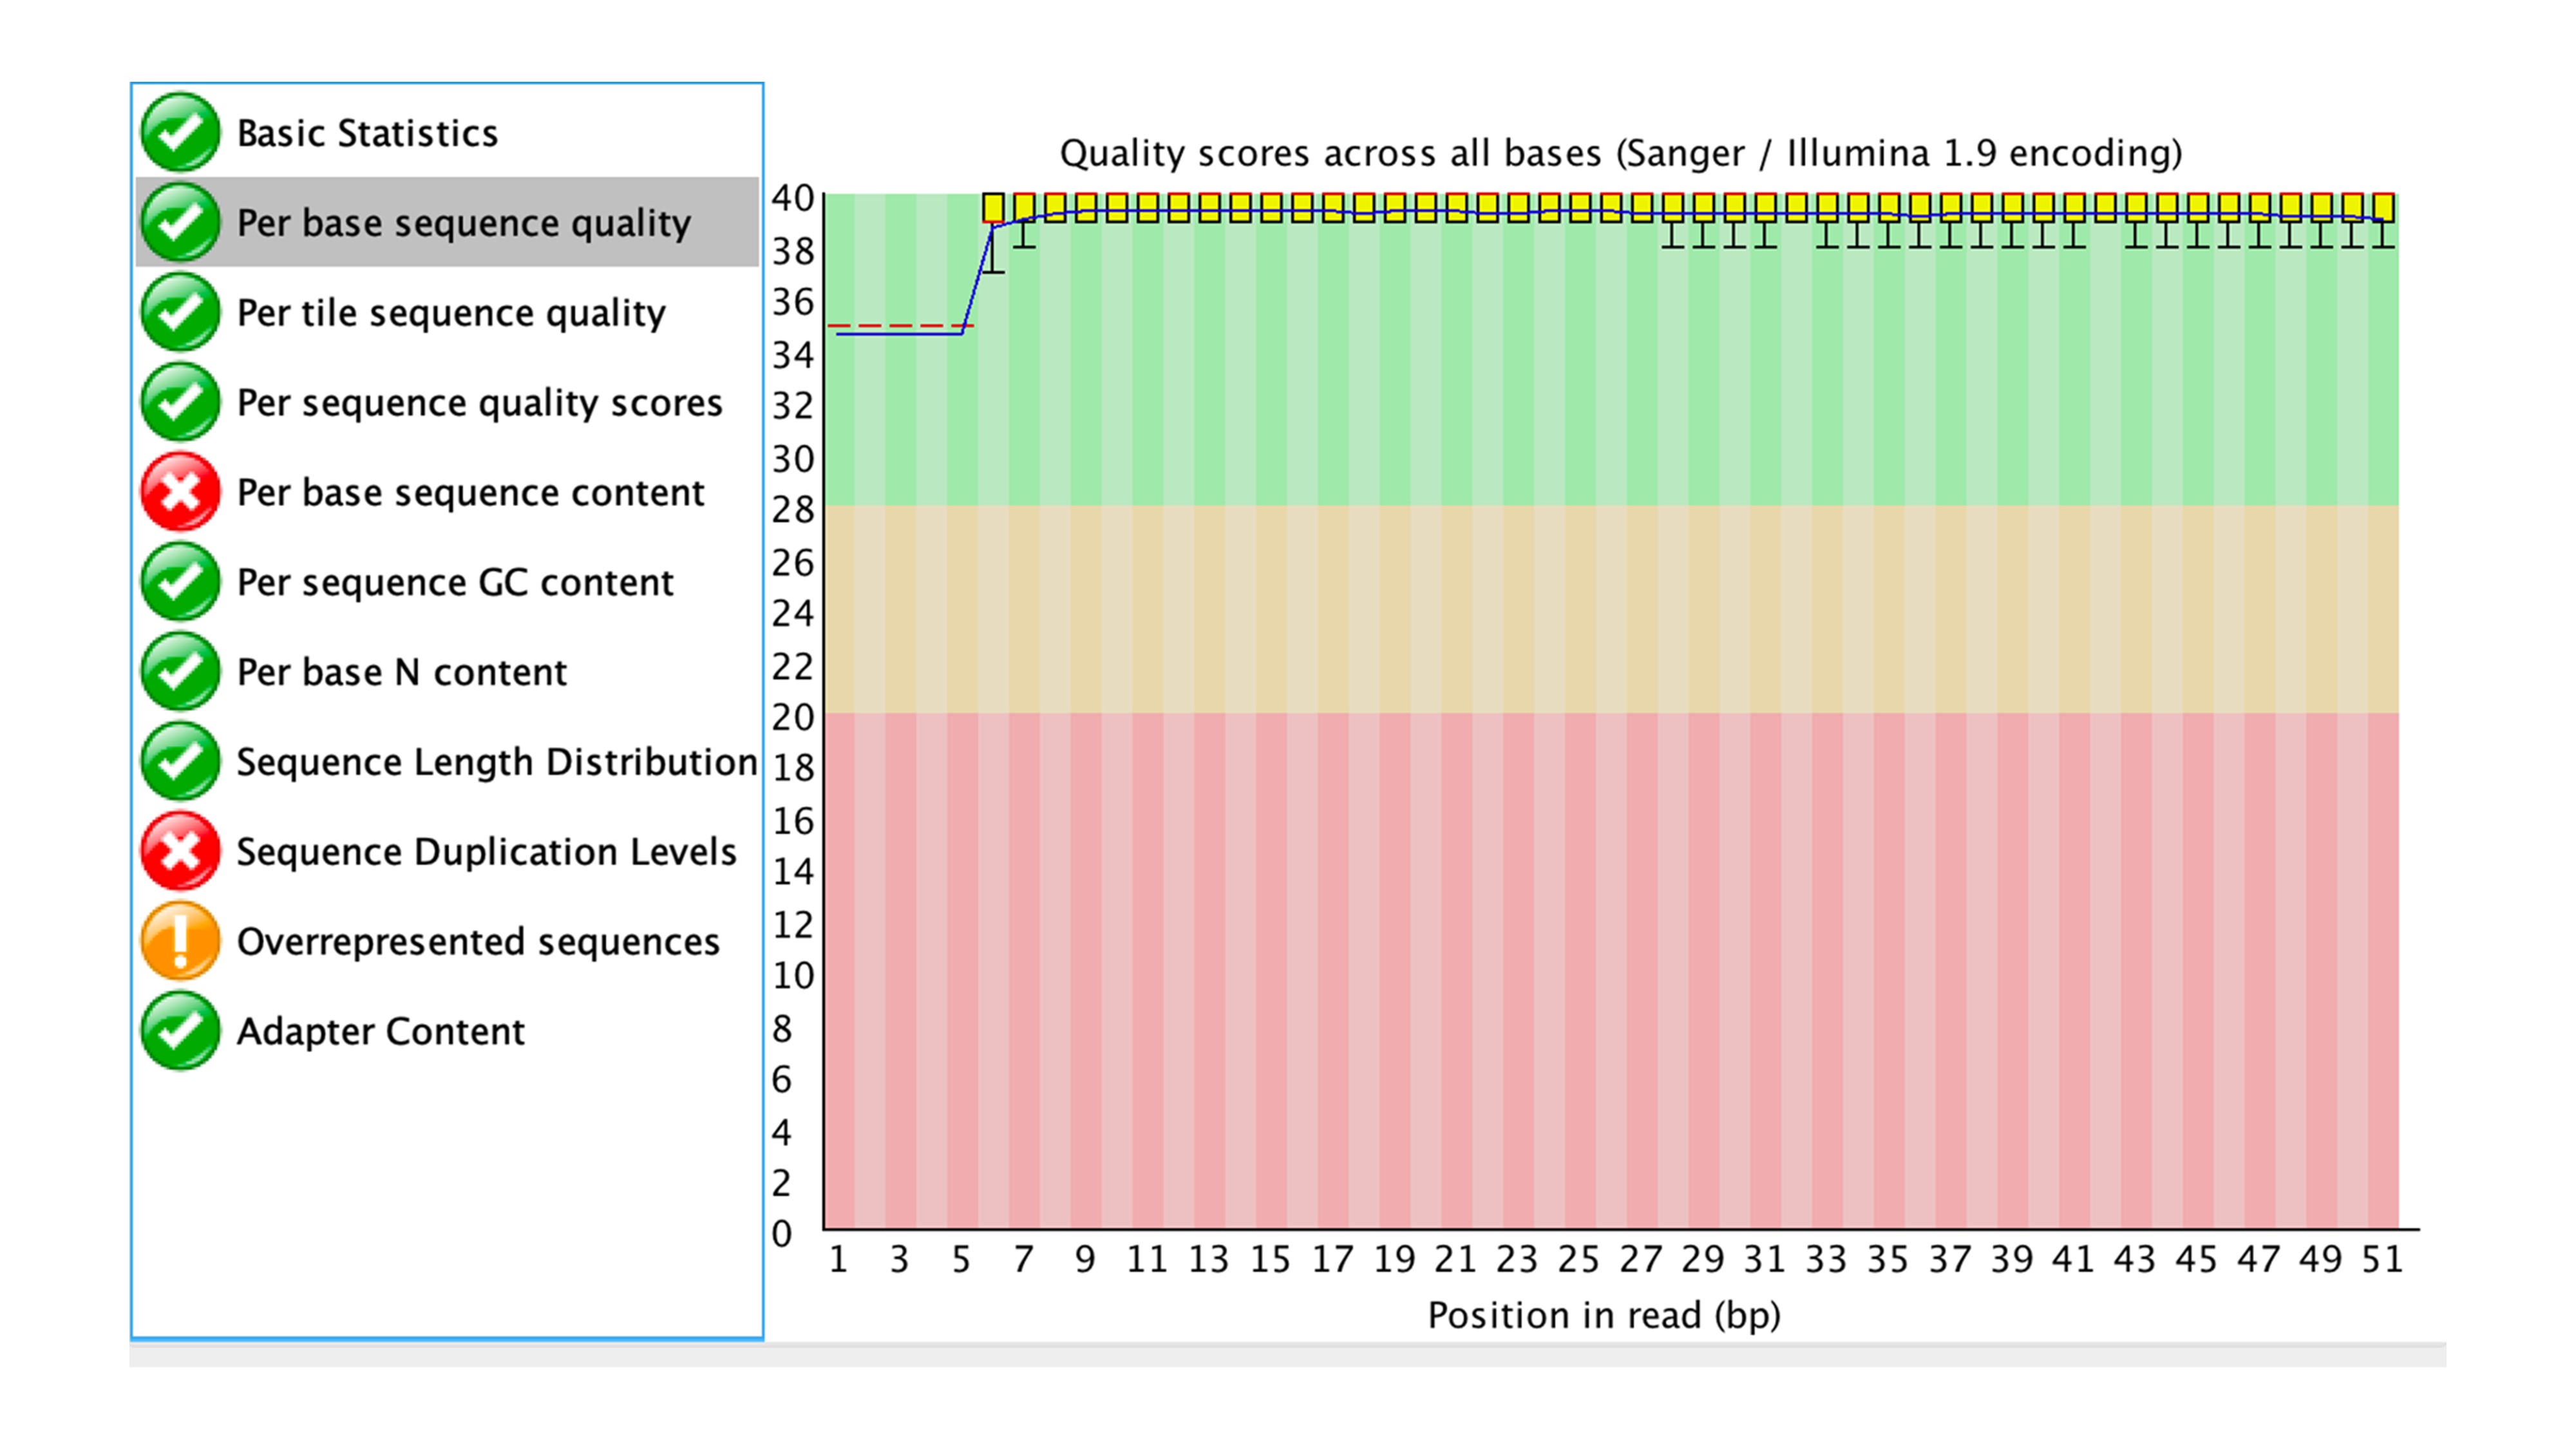 Basic Statistics
Per base sequence quality
Per tile sequence quality
Per sequence quality scores
Per base sequence content
Per sequence GC content
Per base N content
Sequence Length Distribution
Sequence Duplication Levels
Overrepresented sequences
Adapter Content
Quality scores across all bases (Sanger / Illumina 1.9 encoding)
40
38
36
34
32
30
28
26
24
22
20
18
16
14
12
10
8
6
4
2
0
1 3 5 7 9 11 13 15 17 19 21 23 25 27 29 31 33 35 37 39 41 43 45 47 49 51
Position in read (bp)